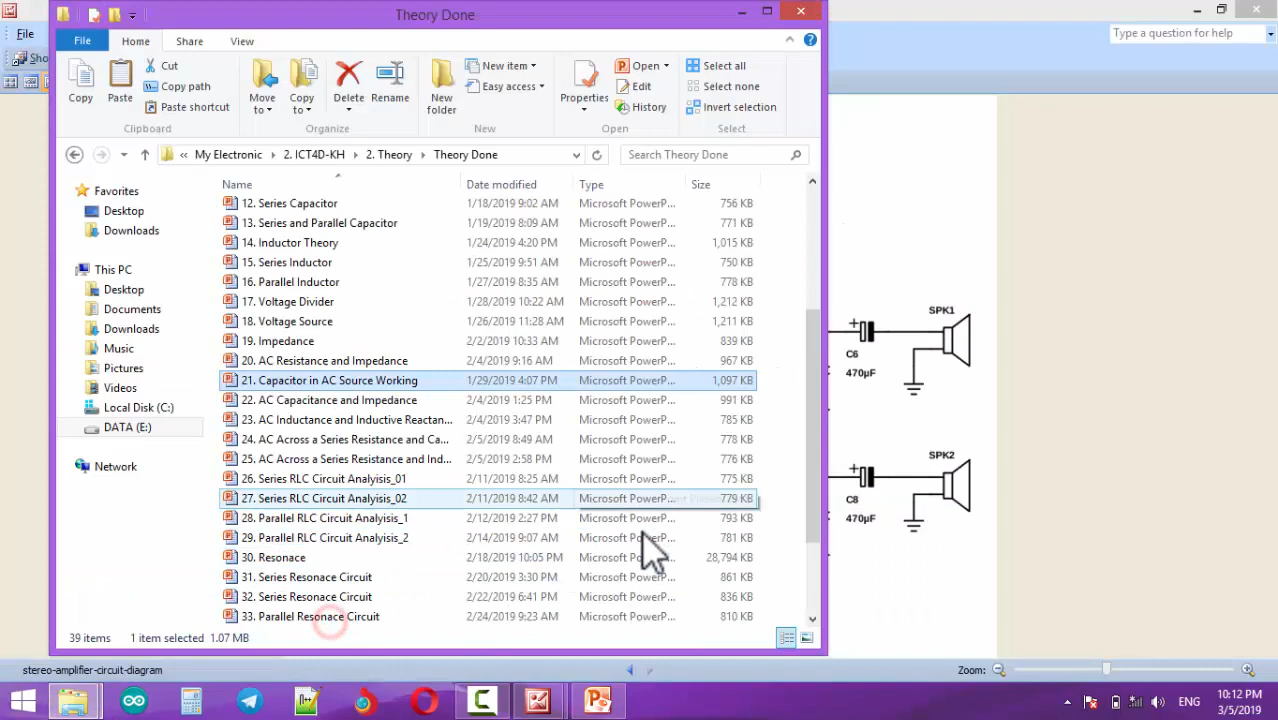 Theory Done
File
Type a question for help
File Home Share View
Sho
Copy
Paste
Cut
Copy path
Paste shortcut
Move to
Copy to
Delete
Rename
New folder
New item
Easy access
Properties
Open
Edit
History
Select all
Select none
Invert selection
Clipboard Organize New Open Select
« My Electronic 2. ICT4D-KH 2. Theory Theory Done
Search Theory Done
Favorites
Desktop
Downloads
This PC
Desktop
Documents
Downloads
Music
Pictures
Videos
Local Disk (C:)
DATA (E:)
Network
Name Date modified Type Size
12. Series Capacitor 1/18/2019 9:02 AM Microsoft PowerP... 756 KB
13. Series and Parallel Capacitor 1/19/2019 8:09 AM Microsoft PowerP... 771 KB
14. Inductor Theory 1/24/2019 4:20 PM Microsoft PowerP... 1,015 KB
15. Series Inductor 1/25/2019 9:51 AM Microsoft PowerP... 750 KB
16. Parallel Inductor 1/27/2019 8:35 AM Microsoft PowerP... 778 KB
17. Voltage Divider 1/28/2019 10:22 AM Microsoft PowerP... 1,212 KB
18. Voltage Source 1/26/2019 11:28 AM Microsoft PowerP... 1,211 KB
19. Impedance 2/2/2019 10:33 AM Microsoft PowerP... 839 KB
20. AC Resistance and Impedance 2/4/2019 9:16 AM Microsoft PowerP... 967 KB
21. Capacitor in AC Source Working 1/29/2019 4:07 PM Microsoft PowerP... 1,097 KB
22. AC Capacitance and Impedance 2/4/2019 1:25 PM Microsoft PowerP... 991 KB
23. AC Inductance and Inductive Reactan... 2/4/2019 3:47 PM Microsoft PowerP... 785 KB
24. AC Across a Series Resistance and Ca... 2/5/2019 8:49 AM Microsoft PowerP... 778 KB
25. AC Across a Series Resistance and Ind... 2/5/2019 2:58 PM Microsoft PowerP... 776 KB
26. Series RLC Circuit Analyisis_01 2/11/2019 8:25 AM Microsoft PowerP... 775 KB
27. Series RLC Circuit Analyisis_02 2/11/2019 8:42 AM Microsoft PowerP... 779 KB
28. Parallel RLC Circuit Analyisis_1 2/12/2019 2:27 PM Microsoft PowerP... 793 KB
29. Parallel RLC Circuit Analyisis_2 2/14/2019 9:07 AM Microsoft PowerP... 781 KB
30. Resonace 2/18/2019 10:05 PM Microsoft PowerP... 28,794 KB
31. Series Resonace Circuit 2/20/2019 3:30 PM Microsoft PowerP... 861 KB
32. Series Resonace Circuit 2/22/2019 6:41 PM Microsoft PowerP... 836 KB
33. Parallel Resonace Circuit 2/24/2019 9:23 AM Microsoft PowerP... 810 KB
39 items 1 item selected 1.07 MB
SPK1
+
C6
470µF
SPK2
+
C8
470µF
stereo-amplifier-circuit-diagram
Zoom:
ENG
10:12 PM
3/5/2019